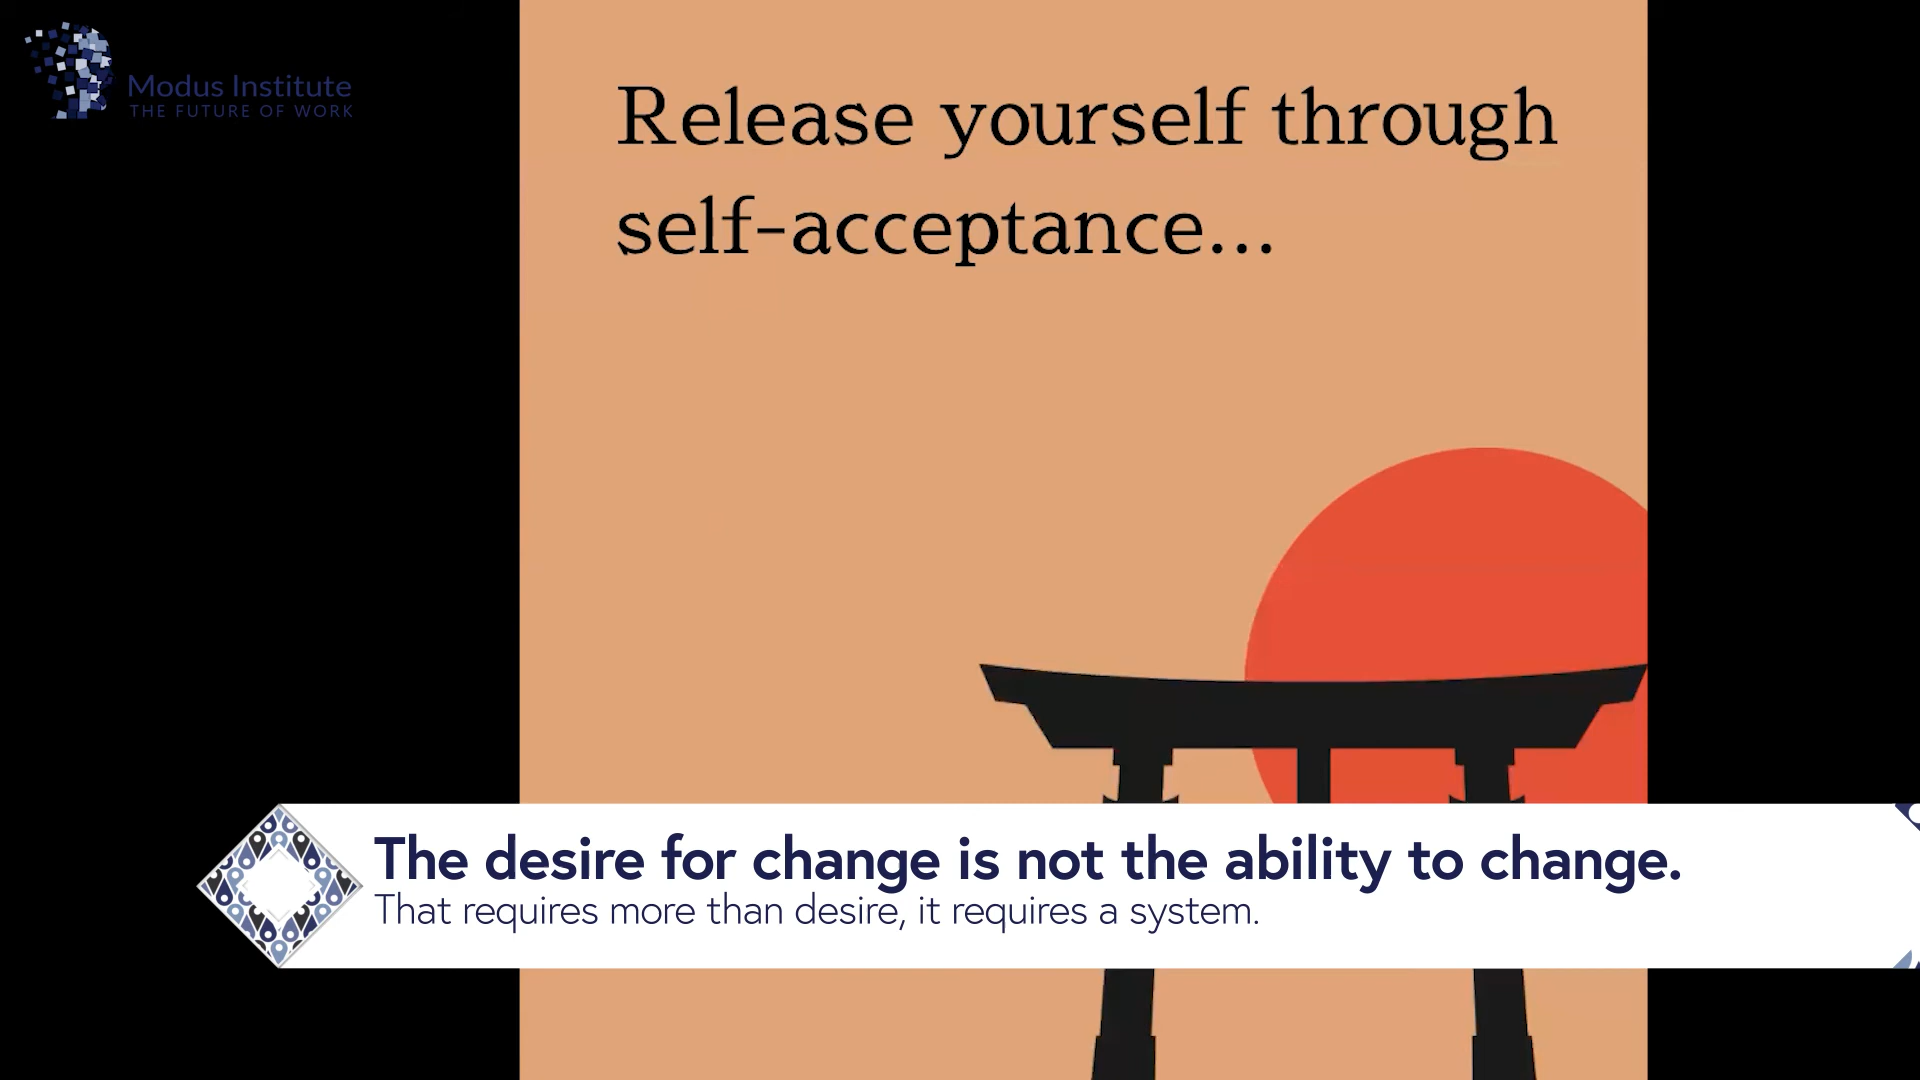 Modus Institute
THE FUTURE OF WORK
Release yourself through
self-acceptance...
The desire for change is not the ability to change.
That requires more than desire, it requires a system.